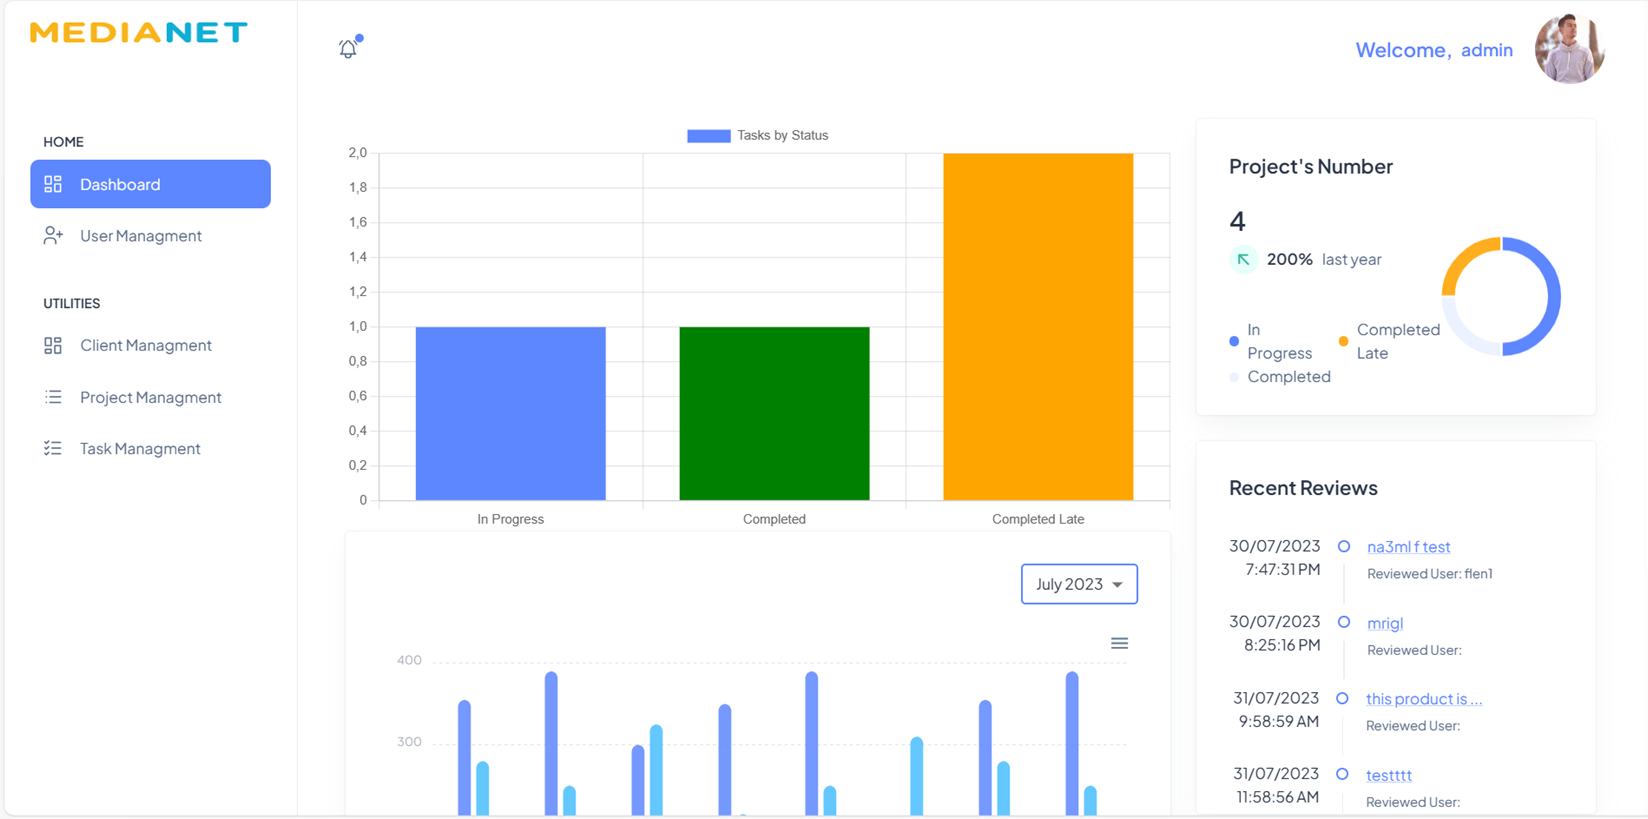 MEDIANET
Welcome, admin
HOME
Dashboard
User Managment
UTILITIES
Client Managment
Project Managment
Task Managment
Tasks by Status
2,0
1,8
1,6
1,4
1,2
1,0
0,8
0,6
0,4
0,2
0
In Progress
Completed
Completed Late
July 2023
400
300
Project's Number
4
200% last year
In
Progress
Completed
Late
Completed
Recent Reviews
30/07/2023
7:47:31 PM
na3ml f test
Reviewed User: flen1
30/07/2023
8:25:16 PM
mrigl
Reviewed User:
31/07/2023
9:58:59 AM
this product is ...
Reviewed User:
31/07/2023
11:58:56 AM
testttt
Reviewed User: